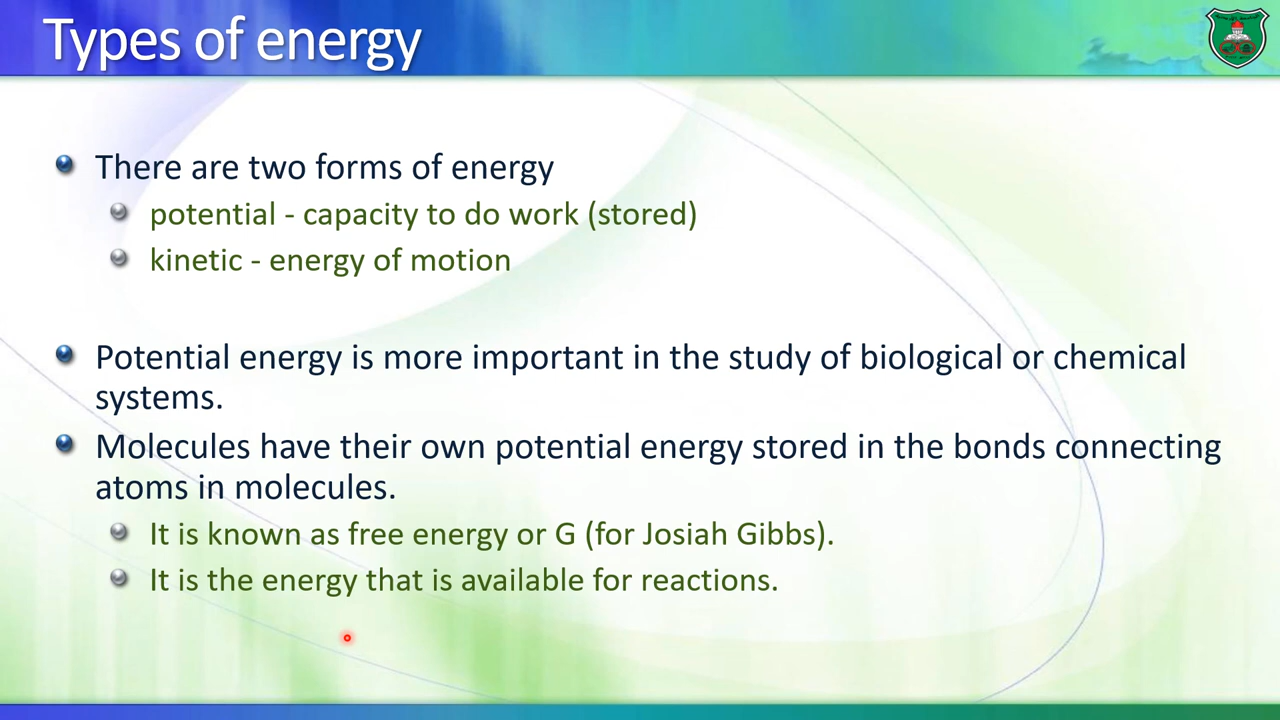 Types of energy
There are two forms of energy
potential - capacity to do work (stored)
kinetic - energy of motion
Potential energy is more important in the study of biological or chemical
systems.
Molecules have their own potential energy stored in the bonds connecting
atoms in molecules.
It is known as free energy or G (for Josiah Gibbs).
It is the energy that is available for reactions.